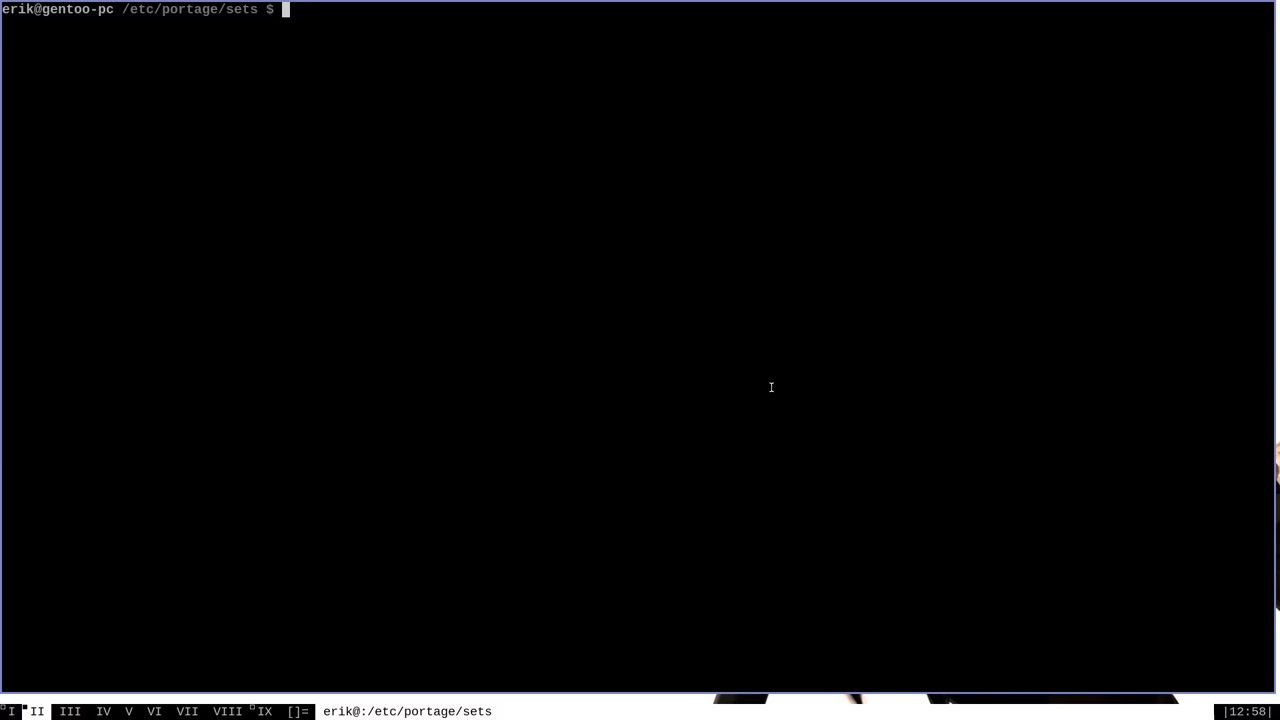 erik@gentoo-pc /etc/portage/sets $
I II III IV V VI VII VIII IX []= erik@:/etc/portage/sets |12:58|